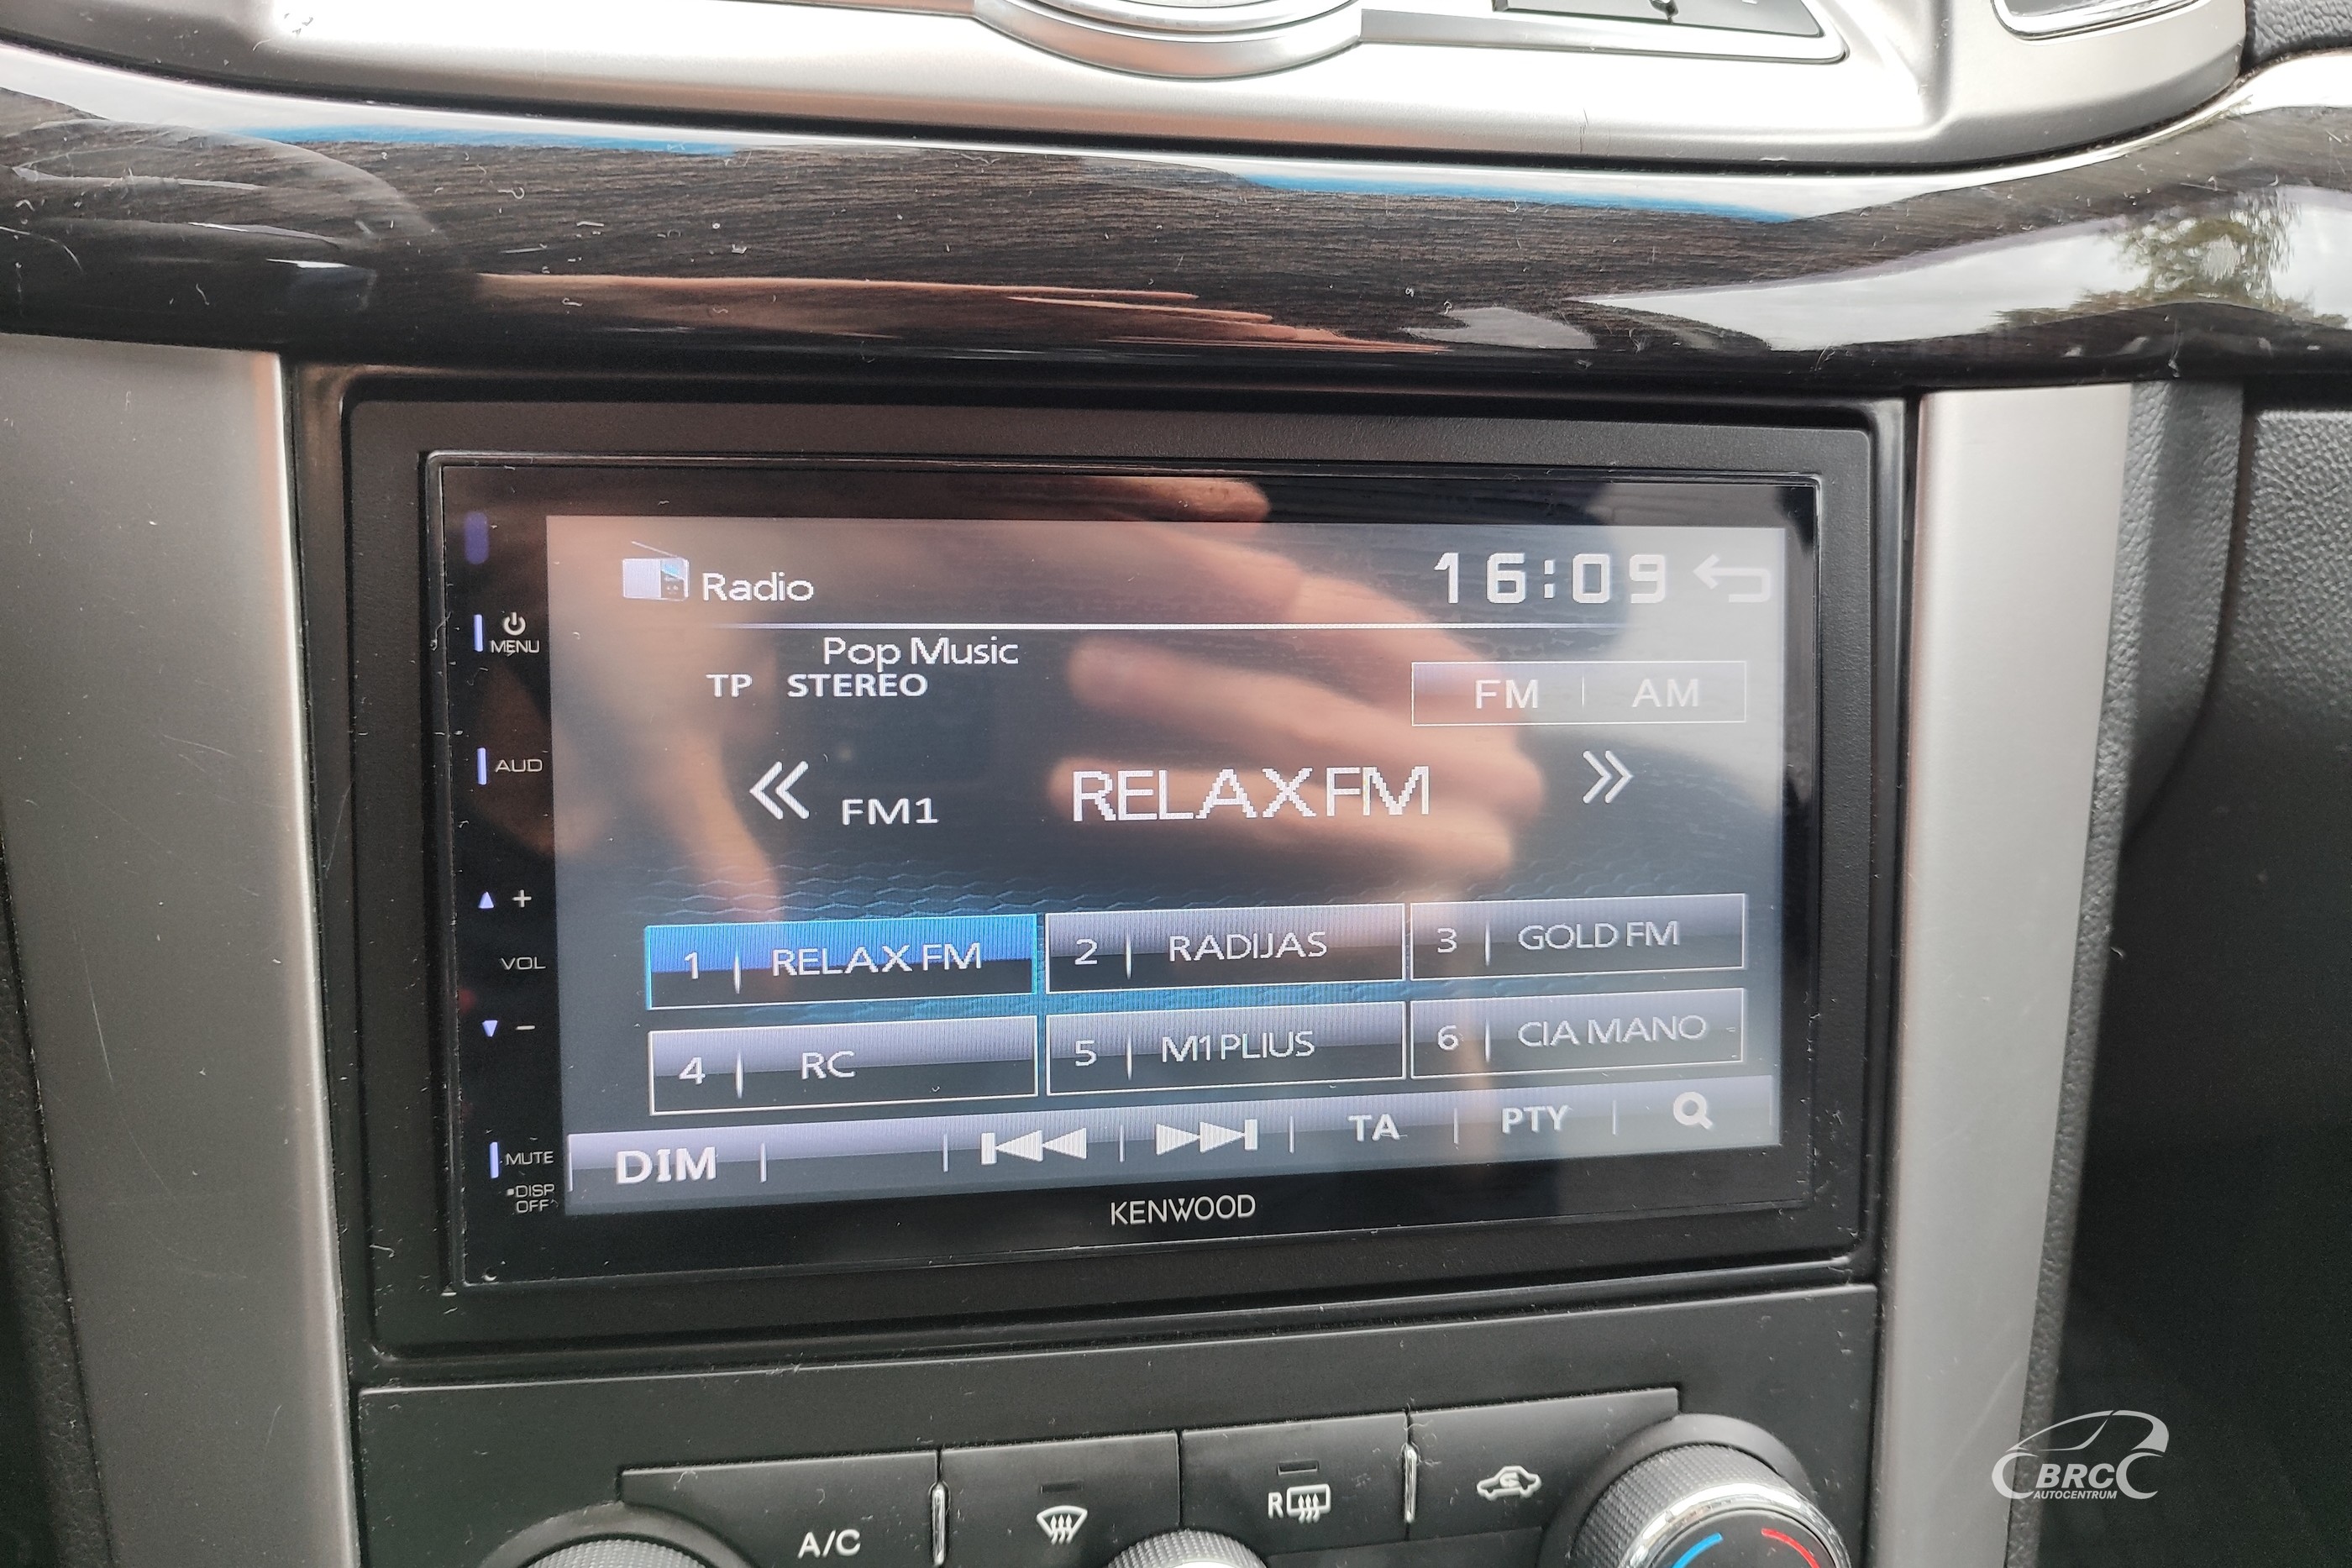 Radio
16:09
Pop Music
TP STEREO
FM AM
FM1 RELAX FM
1 RELAX FM
2 RADIJAS
3 GOLD FM
4 RC
5 M1 PLIUS
6 CIA MANO
DIM TA PTY
MENU
AUD
+
VOL
−
MUTE
DISP
OFF
KENWOOD
A/C
R
BRC
AUTOCENTRUM